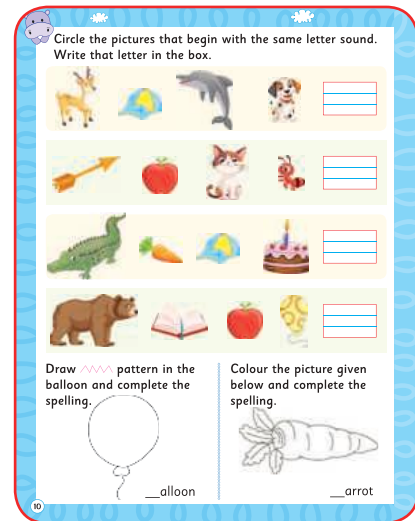 Circle the pictures that begin with the same letter sound.
Write that letter in the box.
Draw pattern in the
balloon and complete the
spelling.
__alloon
Colour the picture given
below and complete the
spelling.
__arrot
10